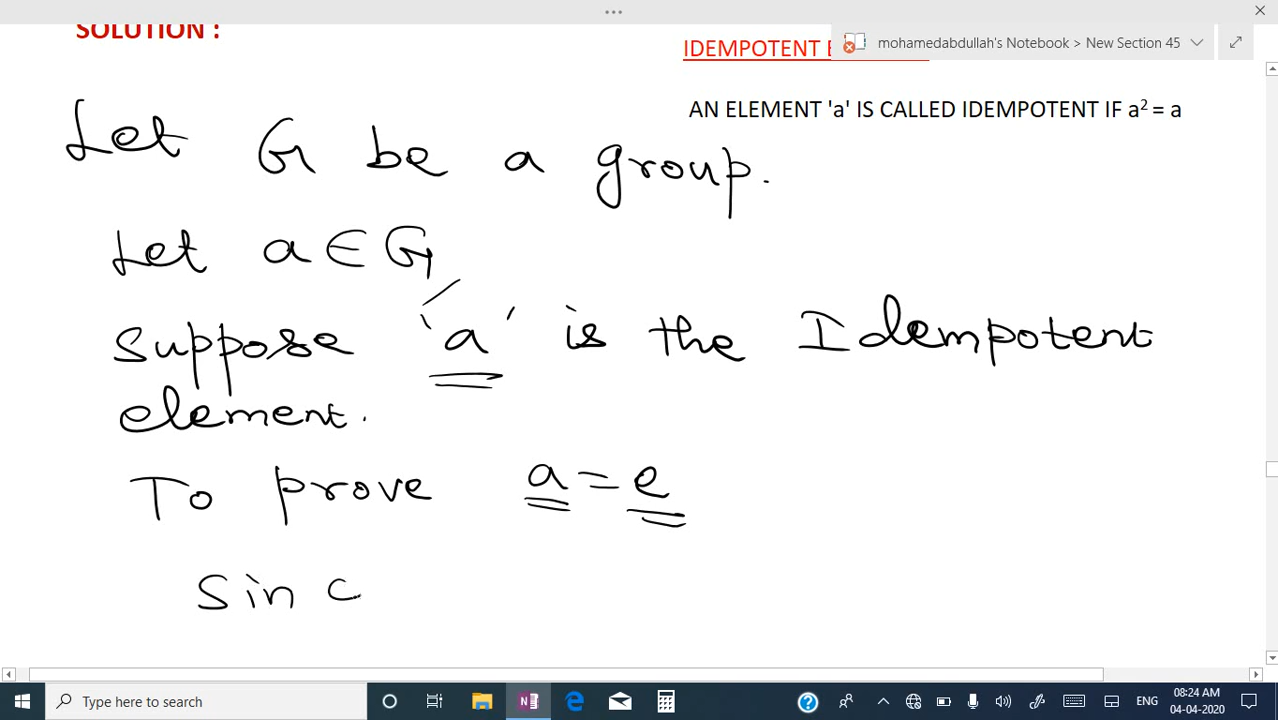 SOLUTION :
IDEMPOTENT
mohamedabdullah's Notebook > New Section 45
AN ELEMENT 'a' IS CALLED IDEMPOTENT IF a² = a
Let G be a group.
Let a ∈ G
Suppose 'a' is the Idempotent
element.
To prove a = e
Sin c
Type here to search
ENG
08:24 AM
04-04-2020